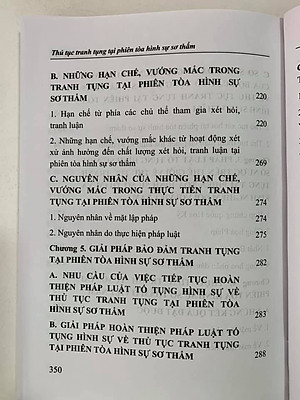 Thủ tục tranh tụng tại phiên tòa hình sự sơ thẩm
B. NHỮNG HẠN CHẾ, VƯỚNG MẮC TRONG
TRANH TỤNG TẠI PHIÊN TÒA HÌNH SỰ
SƠ THẨM 220
1. Hạn chế từ phía các chủ thể tham gia xét hỏi,
tranh luận 220
2. Những hạn chế, vướng mắc khác từ hoạt động xét
xử ảnh hưởng đến chất lượng xét hỏi, tranh luận tại
phiên tòa hình sự sơ thẩm 269
C. NGUYÊN NHÂN CỦA NHỮNG HẠN CHẾ,
VƯỚNG MẮC TRONG THỰC TIỄN TRANH
TỤNG TẠI PHIÊN TÒA HÌNH SỰ SƠ THẨM 274
1. Nguyên nhân về mặt lập pháp 274
2. Nguyên nhân do thực hiện pháp luật 275
Chương 5. GIẢI PHÁP BẢO ĐẢM TRANH TỤNG
TẠI PHIÊN TÒA HÌNH SỰ SƠ THẨM 282
A. NHU CẦU CỦA VIỆC TIẾP TỤC HOÀN
THIỆN PHÁP LUẬT TỐ TỤNG HÌNH SỰ VỀ
THỦ TỤC TRANH TỤNG TẠI PHIÊN TÒA
HÌNH SỰ SƠ THẨM 283
B. GIẢI PHÁP HOÀN THIỆN PHÁP LUẬT TỐ
TỤNG HÌNH SỰ VỀ THỦ TỤC TRANH TỤNG
TẠI PHIÊN TÒA HÌNH SỰ SƠ THẨM 288
350